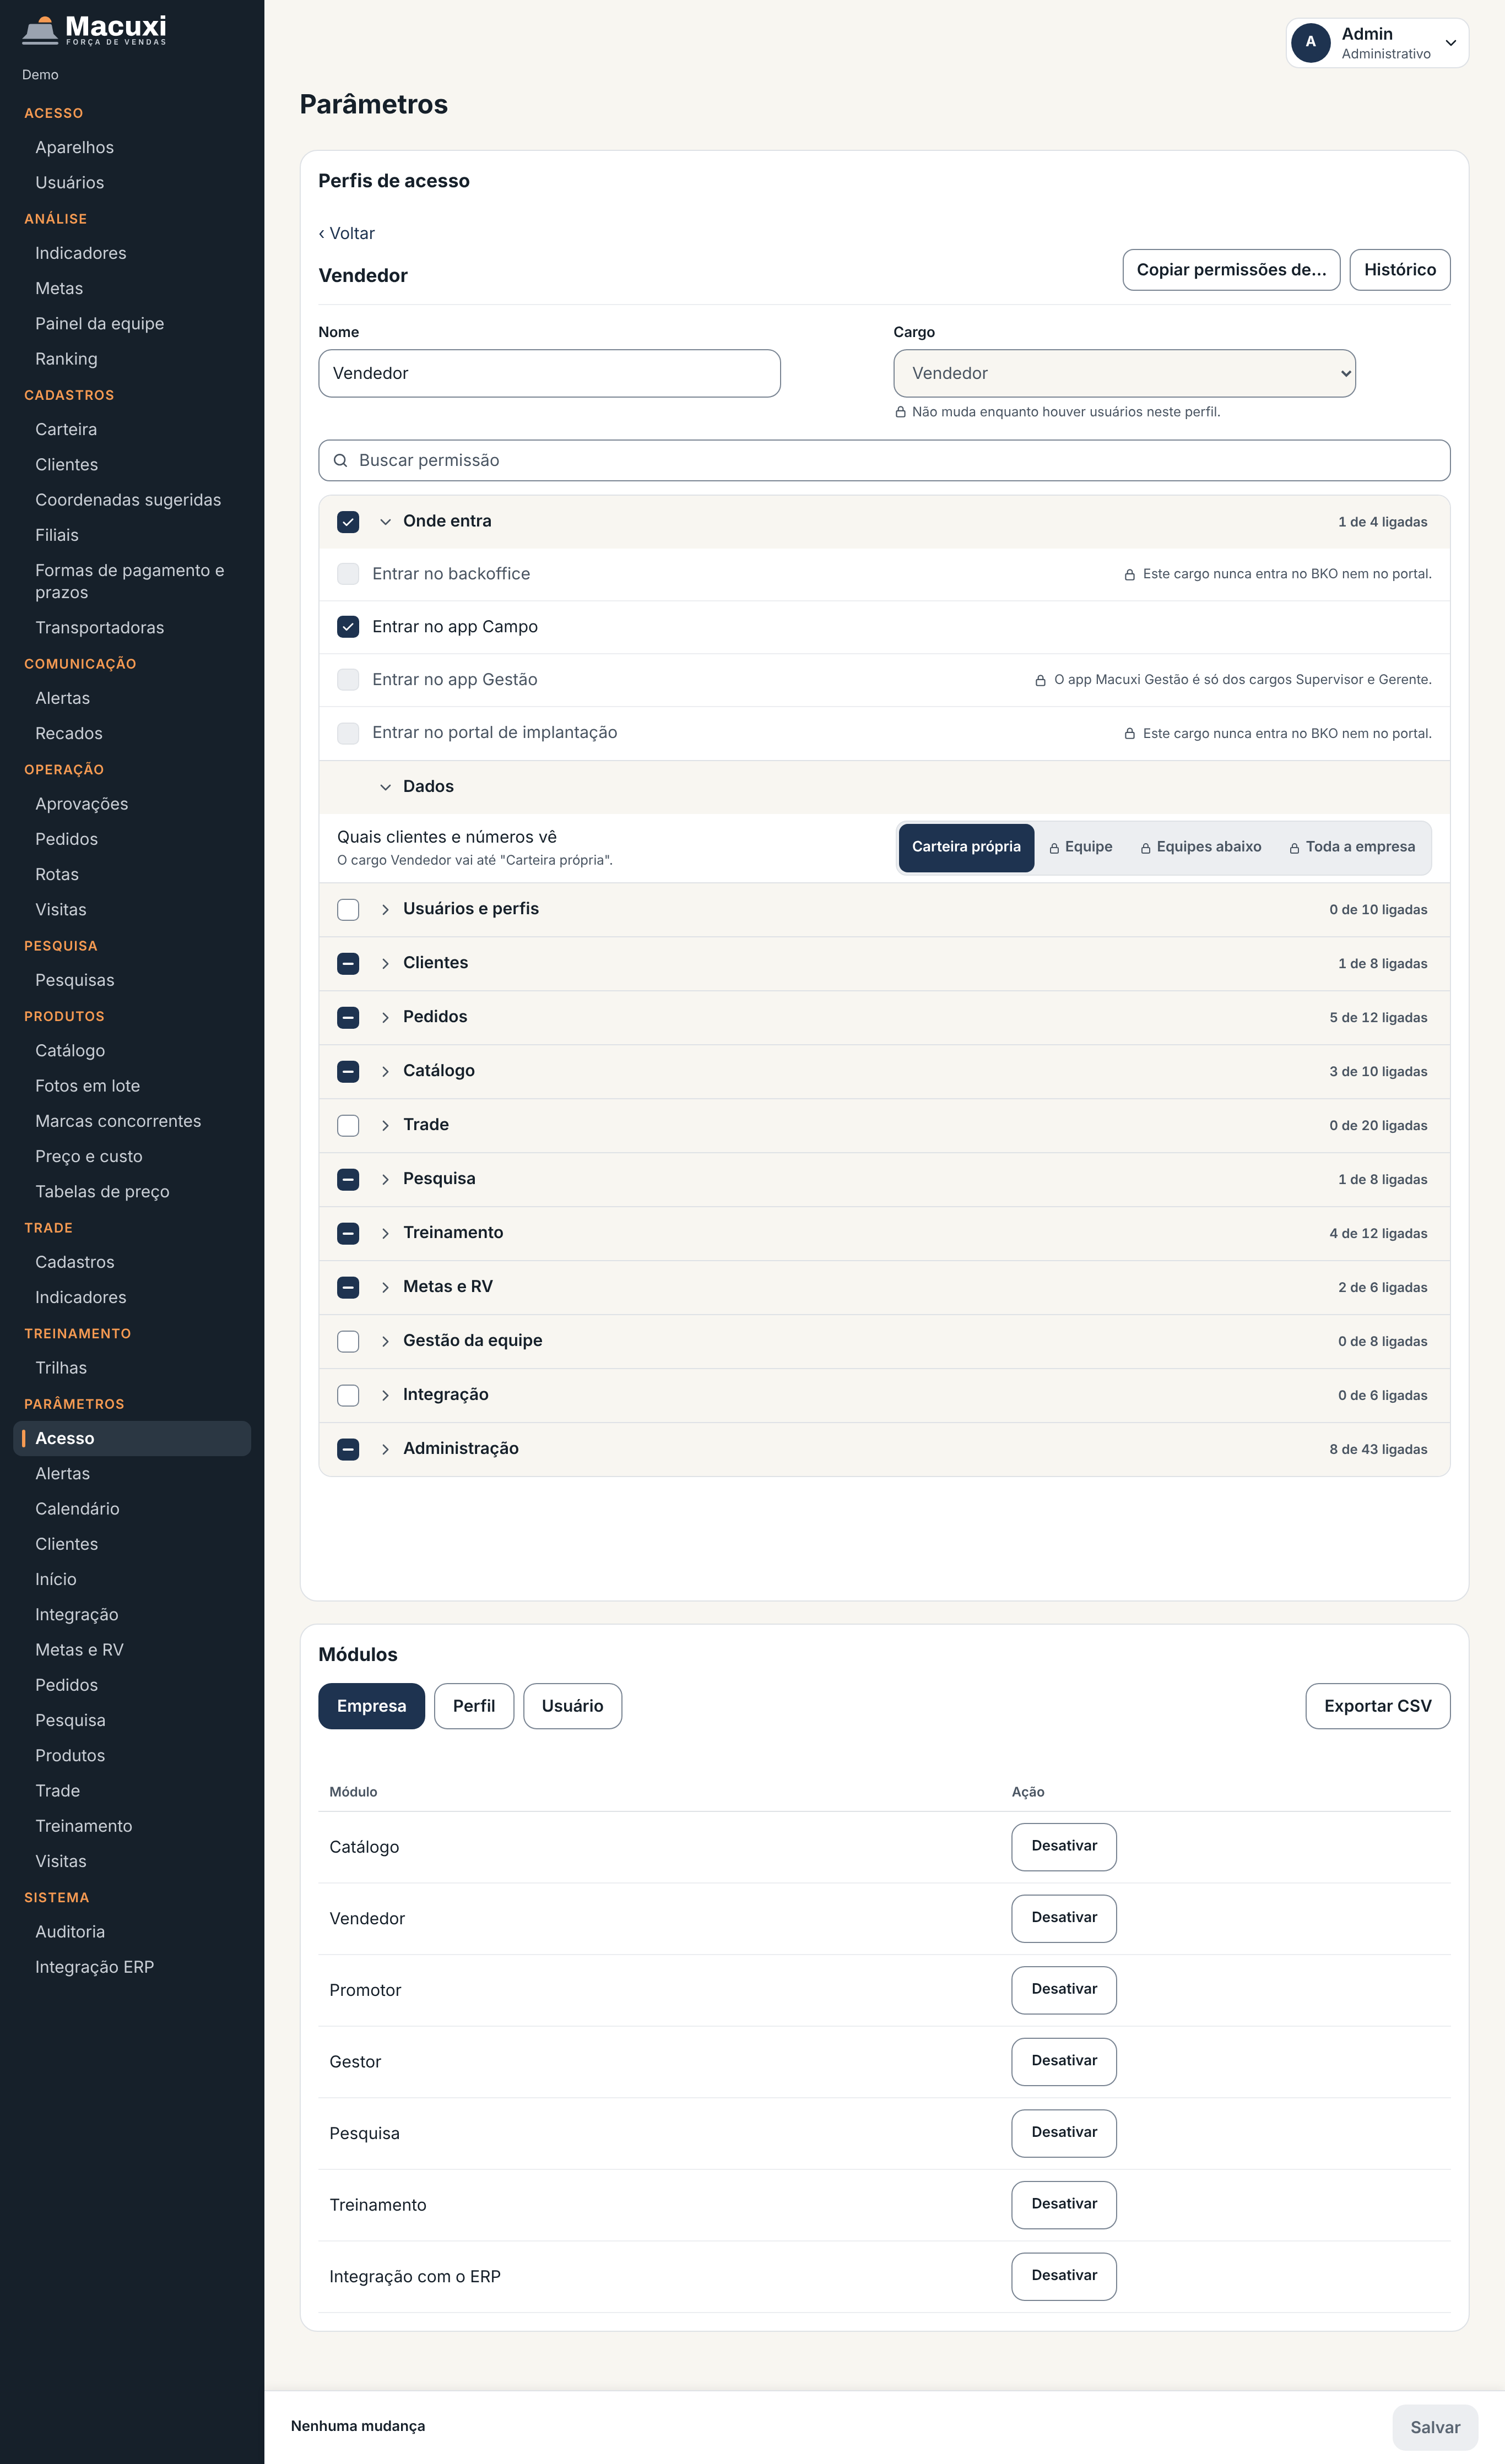 Macuxi
FORÇA DE VENDAS
Demo
ACESSO
Aparelhos
Usuários
ANÁLISE
Indicadores
Metas
Painel da equipe
Ranking
CADASTROS
Carteira
Clientes
Coordenadas sugeridas
Filiais
Formas de pagamento e
prazos
Transportadoras
COMUNICAÇÃO
Alertas
Recados
OPERAÇÃO
Aprovações
Pedidos
Rotas
Visitas
PESQUISA
Pesquisas
PRODUTOS
Catálogo
Fotos em lote
Marcas concorrentes
Preço e custo
Tabelas de preço
TRADE
Cadastros
Indicadores
TREINAMENTO
Trilhas
PARÂMETROS
Acesso
Alertas
Calendário
Clientes
Início
Integração
Metas e RV
Pedidos
Pesquisa
Produtos
Trade
Treinamento
Visitas
SISTEMA
Auditoria
Integração ERP
A
Admin
Administrativo
Parâmetros
Perfis de acesso
‹ Voltar
Vendedor
Copiar permissões de...
Histórico
Nome
Vendedor
Cargo
Vendedor
Não muda enquanto houver usuários neste perfil.
Buscar permissão
Onde entra 1 de 4 ligadas
Entrar no backoffice Este cargo nunca entra no BKO nem no portal.
Entrar no app Campo
Entrar no app Gestão O app Macuxi Gestão é só dos cargos Supervisor e Gerente.
Entrar no portal de implantação Este cargo nunca entra no BKO nem no portal.
Dados
Quais clientes e números vê
O cargo Vendedor vai até "Carteira própria".
Carteira própria Equipe Equipes abaixo Toda a empresa
Usuários e perfis 0 de 10 ligadas
Clientes 1 de 8 ligadas
Pedidos 5 de 12 ligadas
Catálogo 3 de 10 ligadas
Trade 0 de 20 ligadas
Pesquisa 1 de 8 ligadas
Treinamento 4 de 12 ligadas
Metas e RV 2 de 6 ligadas
Gestão da equipe 0 de 8 ligadas
Integração 0 de 6 ligadas
Administração 8 de 43 ligadas
Módulos
Empresa Perfil Usuário Exportar CSV
Módulo Ação
Catálogo Desativar
Vendedor Desativar
Promotor Desativar
Gestor Desativar
Pesquisa Desativar
Treinamento Desativar
Integração com o ERP Desativar
Nenhuma mudança Salvar